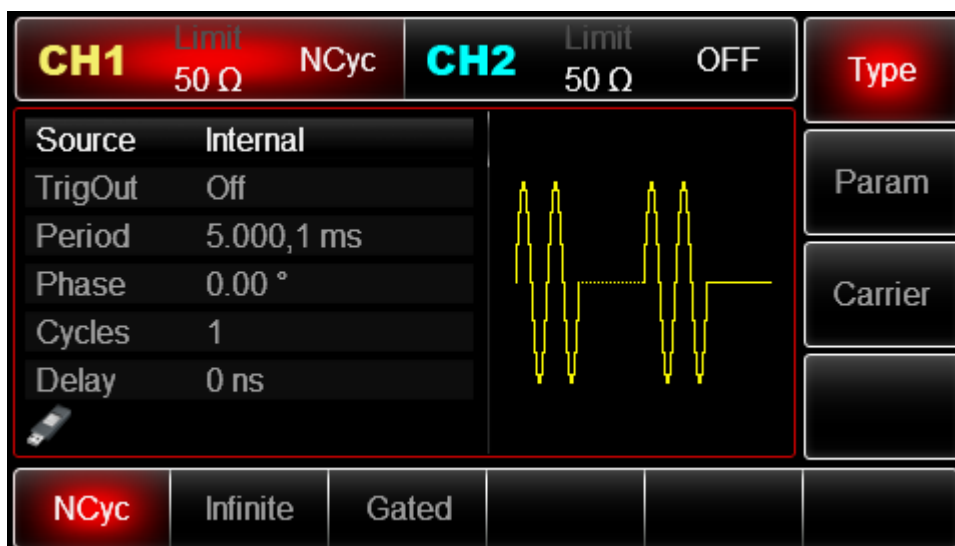 CH1 Limit 50 Ω NCyc CH2 Limit 50 Ω OFF Type
Source Internal
TrigOut Off
Period 5.000,1 ms
Phase 0.00 °
Cycles 1
Delay 0 ns
Param
Carrier
NCyc Infinite Gated